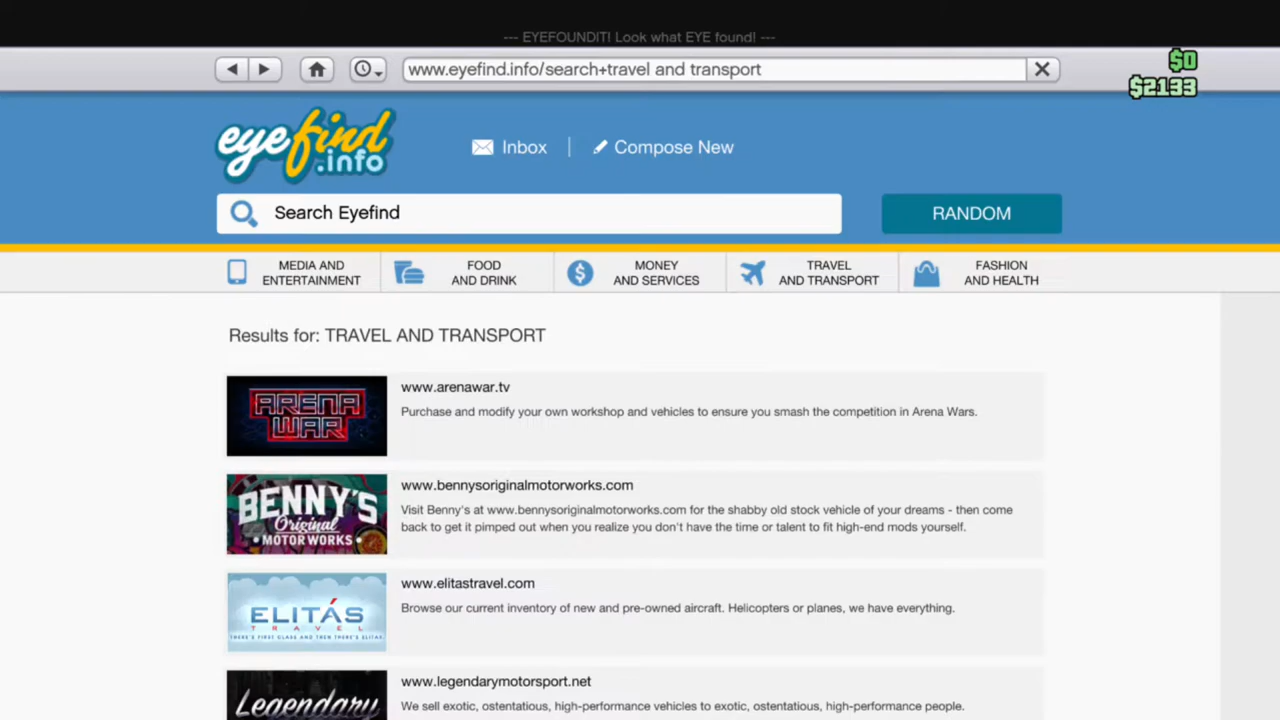 --- EYEFOUNDIT! Look what EYE found! ---
www.eyefind.info/search+travel and transport
$0
$2133
eyefind
.info
Inbox
Compose New
Search Eyefind
RANDOM
MEDIA AND
ENTERTAINMENT
FOOD
AND DRINK
MONEY
AND SERVICES
TRAVEL
AND TRANSPORT
FASHION
AND HEALTH
Results for: TRAVEL AND TRANSPORT
ARENA
WAR
www.arenawar.tv
Purchase and modify your own workshop and vehicles to ensure you smash the competition in Arena Wars.
BENNY'S
Original
MOTOR WORKS
www.bennysoriginalmotorworks.com
Visit Benny's at www.bennysoriginalmotorworks.com for the shabby old stock vehicle of your dreams - then come
back to get it pimped out when you realize you don't have the time or talent to fit high-end mods yourself.
ELITÁS
TRAVEL
THERE'S FIRST CLASS AND THEN THERE'S ELITAS
www.elitastravel.com
Browse our current inventory of new and pre-owned aircraft. Helicopters or planes, we have everything.
Legendary
www.legendarymotorsport.net
We sell exotic, ostentatious, high-performance vehicles to exotic, ostentatious, high-performance people.